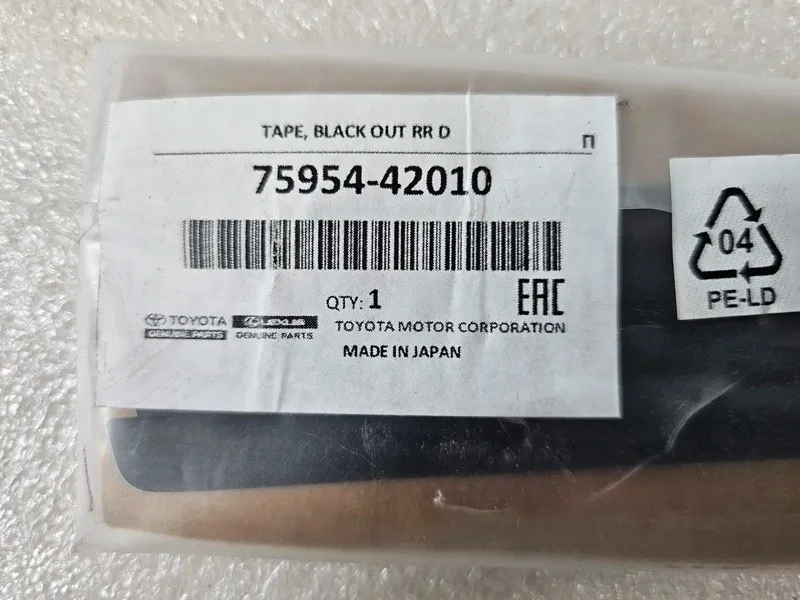 TAPE, BLACK OUT RR D
П
75954-42010
QTY: 1
EAC
TOYOTA
GENUINE PARTS
LEXUS
GENUINE PARTS
TOYOTA MOTOR CORPORATION
MADE IN JAPAN
04
PE-LD